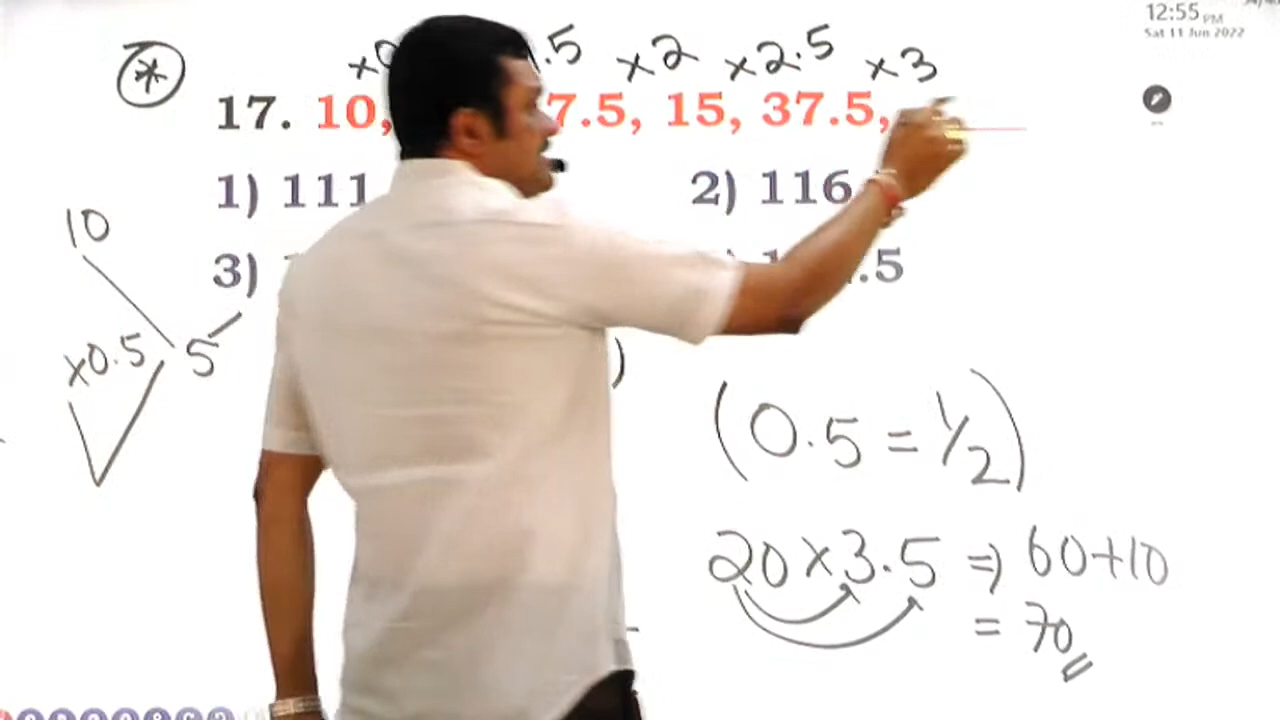 12:55 PM
Sat 11 Jun 2022
×2 ×2.5 ×3
17. 10, 7.5, 15, 37.5,
1) 111 2) 116
3) .5
10
×0.5 5
(0.5 = 1/2)
20×3.5 ⇒ 60+10
= 70